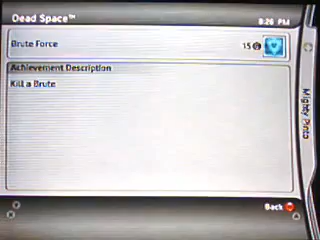 Dead Space™ 8:26 PM
Brute Force 15 G
Achievement Description
Kill a Brute
Mighty Pinto
Back B